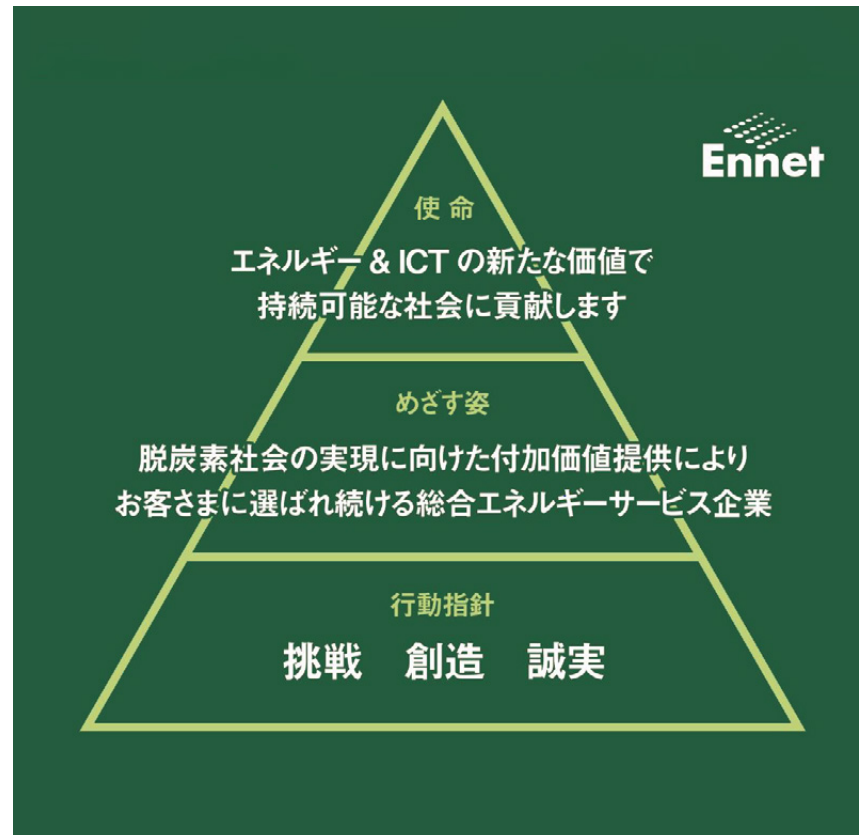 Ennet
使命
エネルギー & ICT の新たな価値で
持続可能な社会に貢献します
めざす姿
脱炭素社会の実現に向けた付加価値提供により
お客さまに選ばれ続ける総合エネルギーサービス企業
行動指針
挑戦 創造 誠実